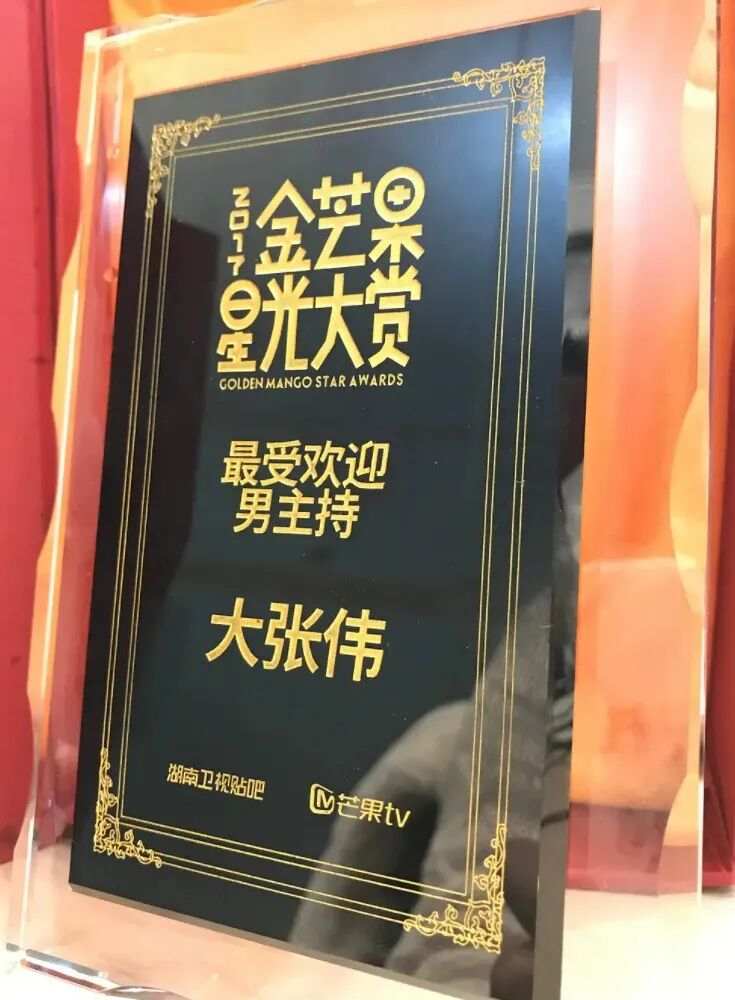 2017
金芒果
星光大赏
GOLDEN MANGO STAR AWARDS
最受欢迎
男主持
大张伟
湖南卫视贴吧
芒果tv